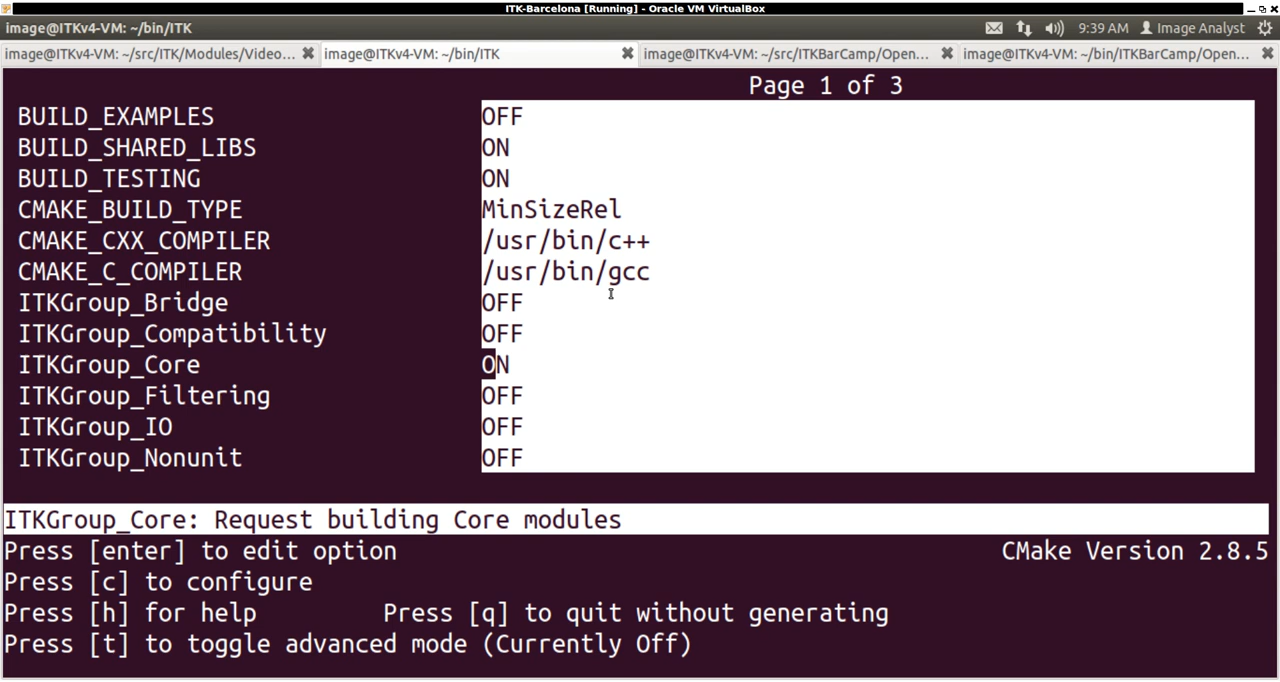 ITK-Barcelona [Running] - Oracle VM VirtualBox
image@ITKv4-VM: ~/bin/ITK
9:39 AM Image Analyst
image@ITKv4-VM: ~/src/ITK/Modules/Video... image@ITKv4-VM: ~/bin/ITK image@ITKv4-VM: ~/src/ITKBarCamp/Open... image@ITKv4-VM: ~/bin/ITKBarCamp/Open...
Page 1 of 3
BUILD_EXAMPLES OFF
BUILD_SHARED_LIBS ON
BUILD_TESTING ON
CMAKE_BUILD_TYPE MinSizeRel
CMAKE_CXX_COMPILER /usr/bin/c++
CMAKE_C_COMPILER /usr/bin/gcc
ITKGroup_Bridge OFF
ITKGroup_Compatibility OFF
ITKGroup_Core ON
ITKGroup_Filtering OFF
ITKGroup_IO OFF
ITKGroup_Nonunit OFF
ITKGroup_Core: Request building Core modules
Press [enter] to edit option CMake Version 2.8.5
Press [c] to configure
Press [h] for help Press [q] to quit without generating
Press [t] to toggle advanced mode (Currently Off)